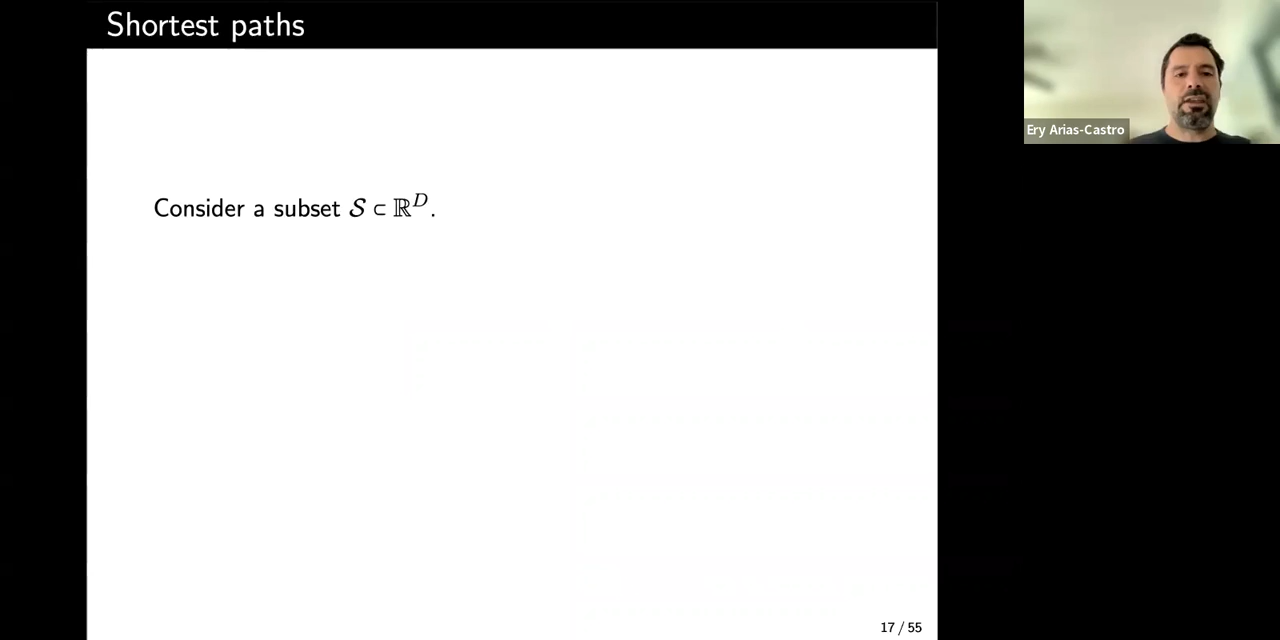 Shortest paths
Ery Arias-Castro
Consider a subset 𝒮 ⊂ ℝ^D.
17 / 55